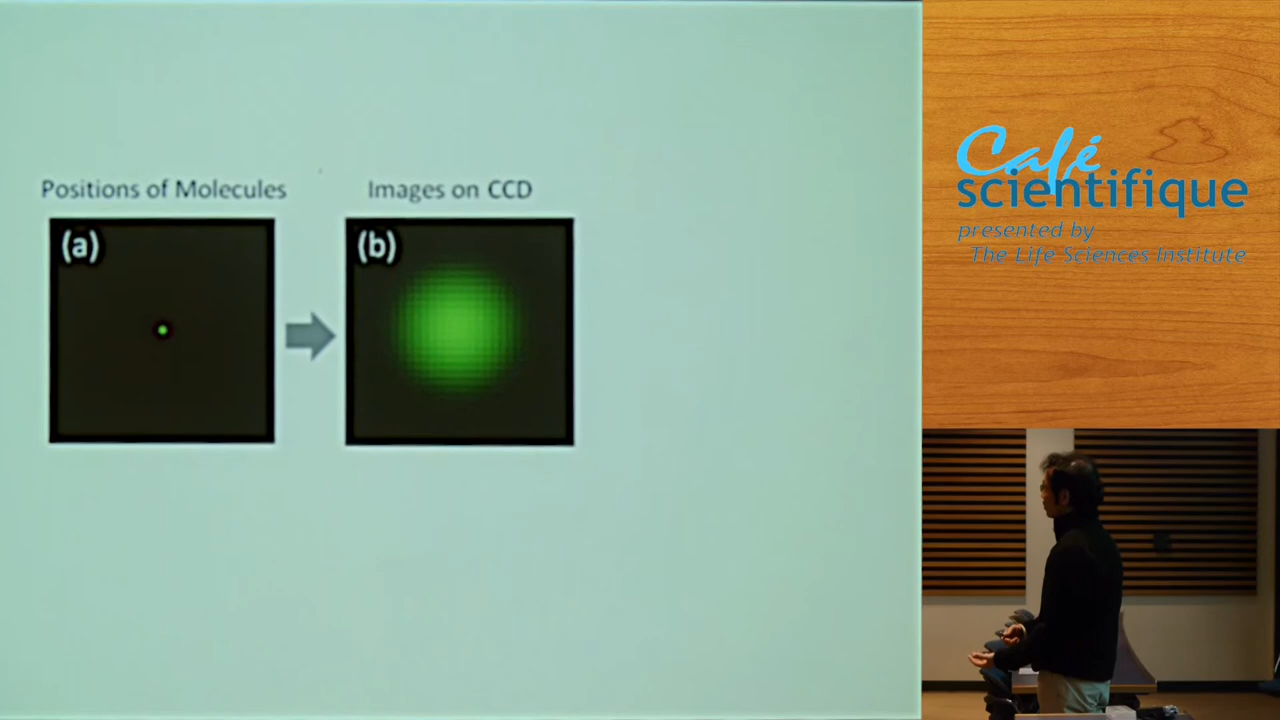 Positions of Molecules
Images on CCD
(a)
(b)
Café
scientifique
presented by
The Life Sciences Institute